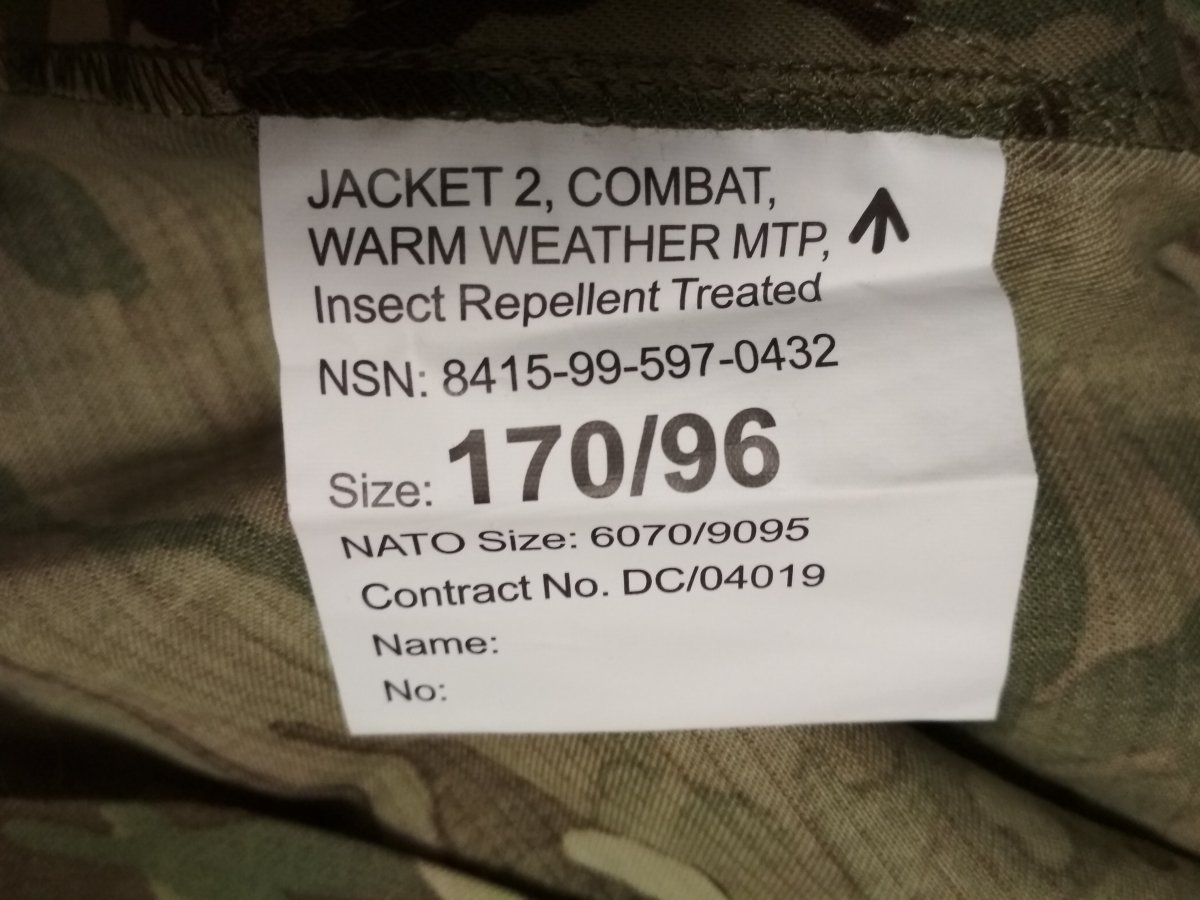 JACKET 2, COMBAT,
WARM WEATHER MTP,
Insect Repellent Treated
NSN: 8415-99-597-0432
Size: 170/96
NATO Size: 6070/9095
Contract No. DC/04019
Name:
No: